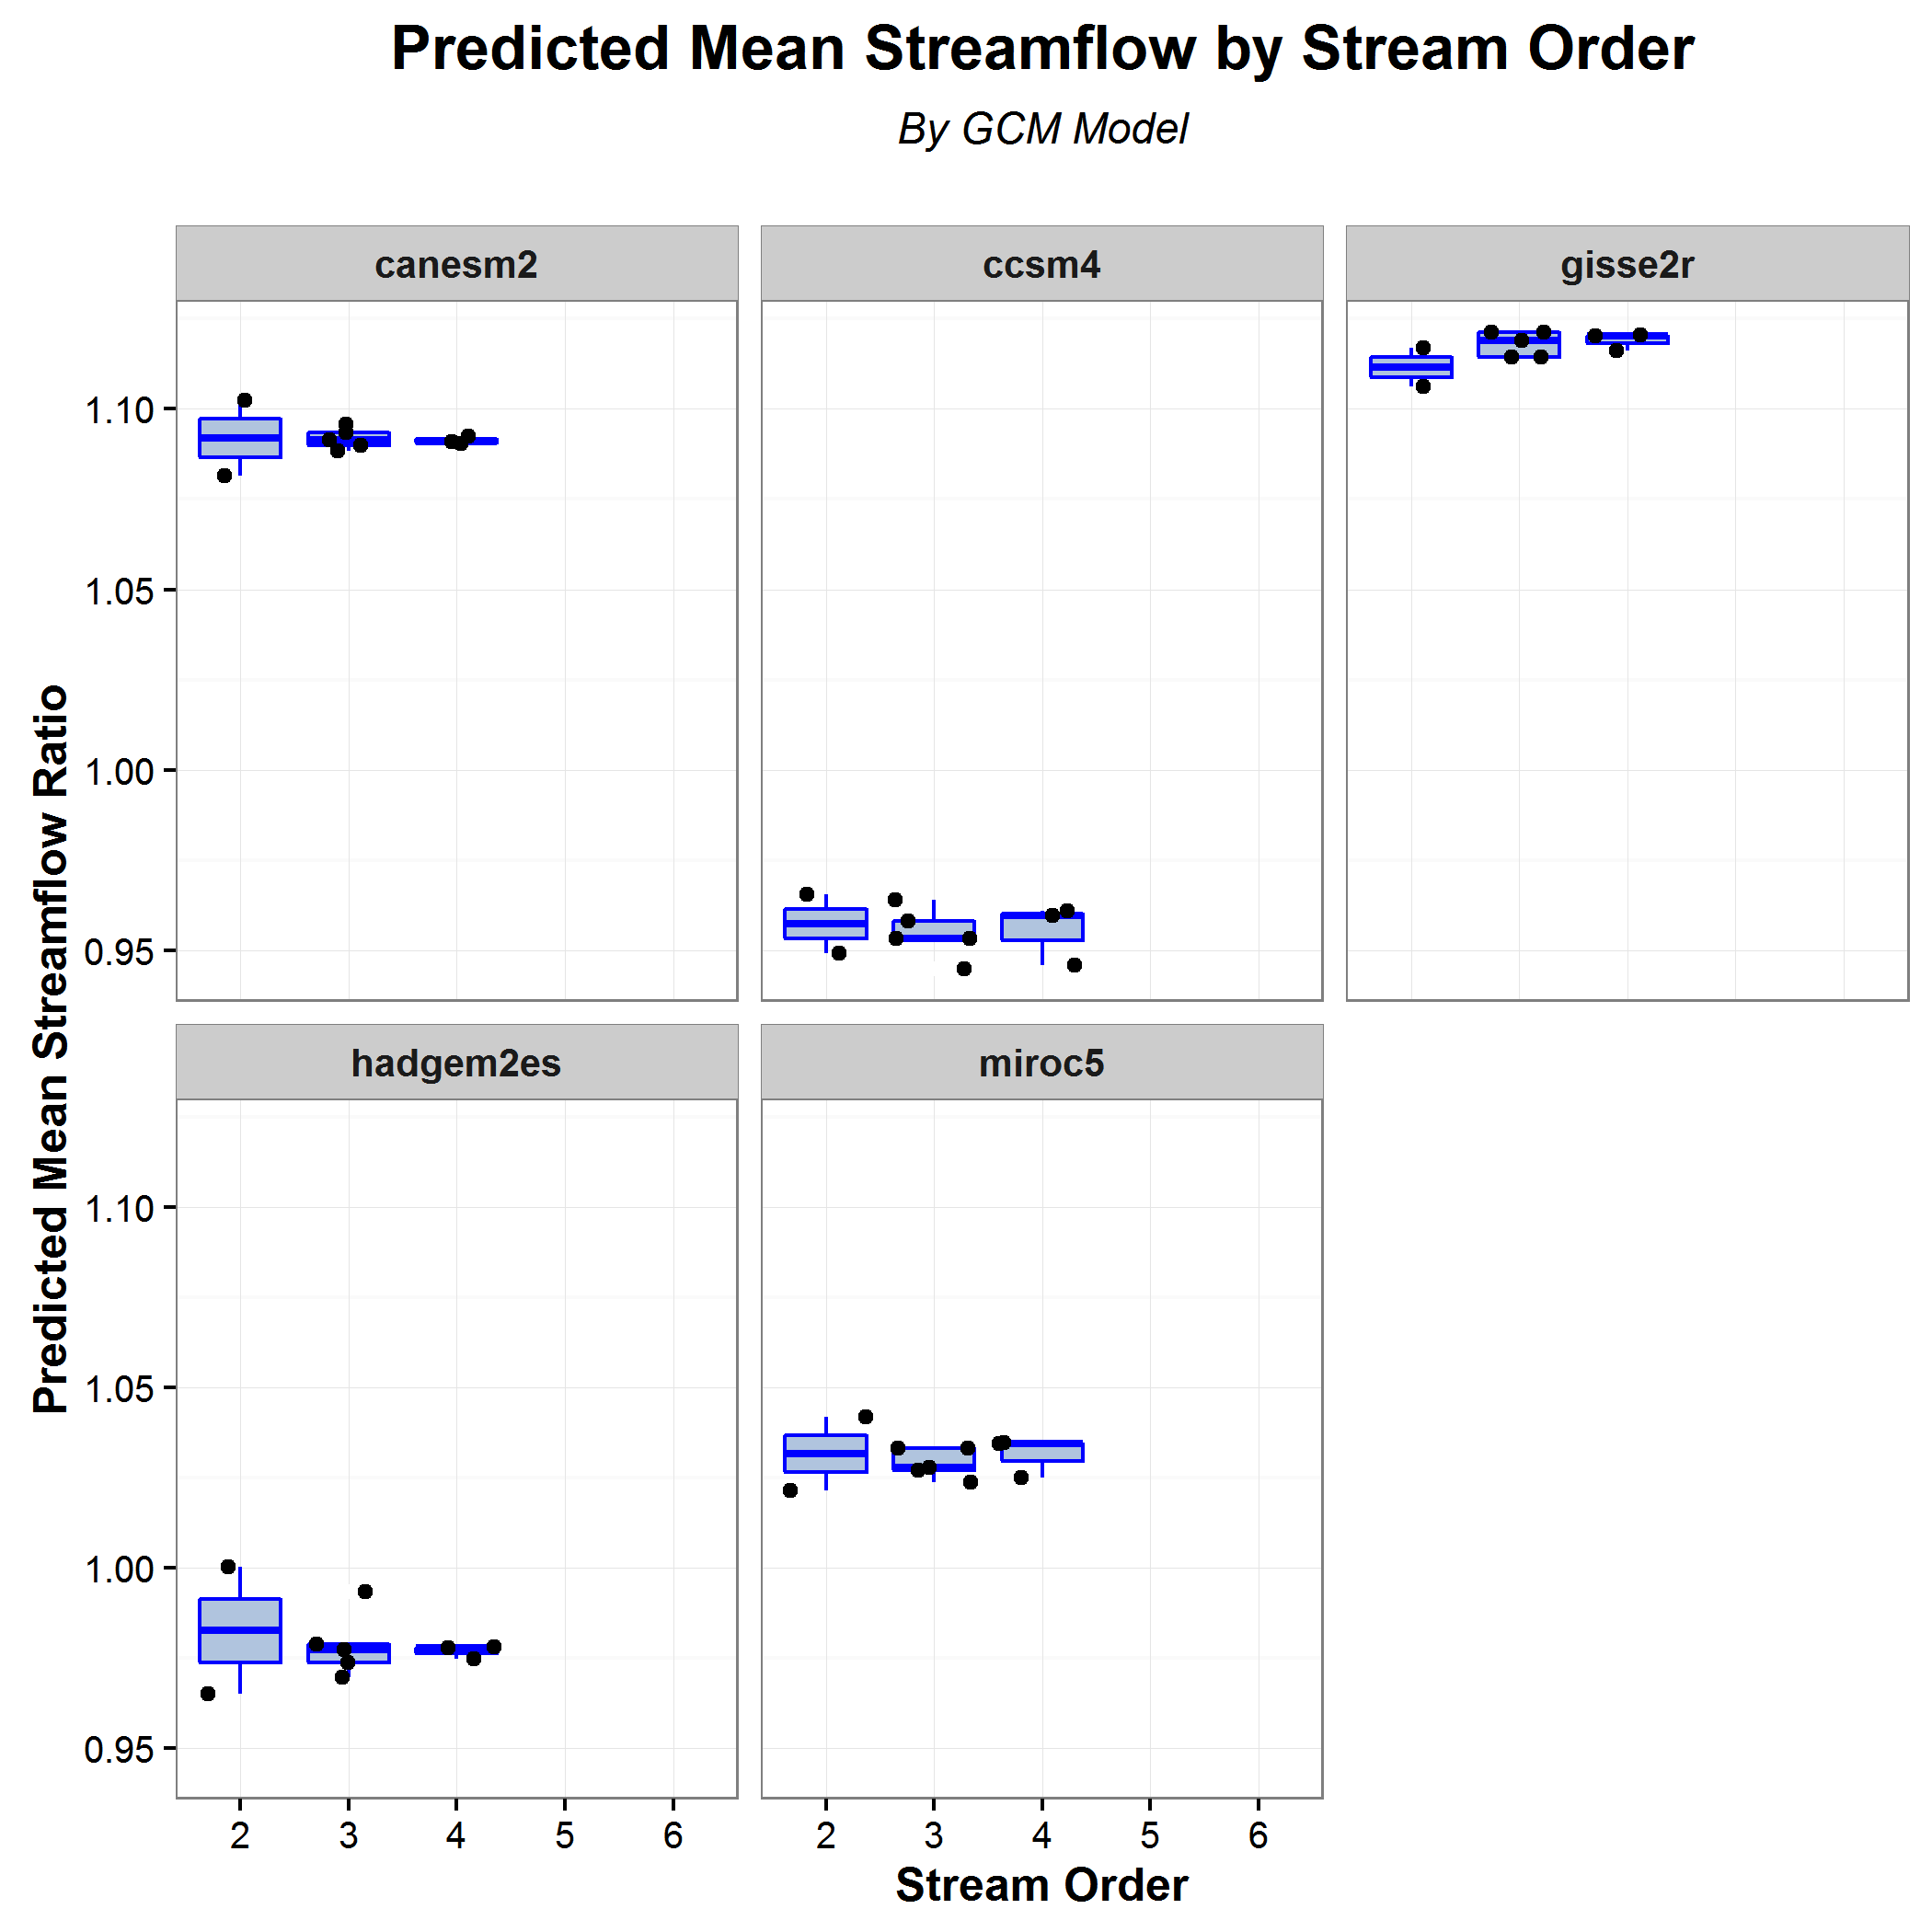 Predicted Mean Streamflow by Stream Order
By GCM Model
canesm2
ccsm4
gisse2r
1.10
1.05
1.00
0.95
Predicted Mean Streamflow Ratio
hadgem2es
miroc5
1.10
1.05
1.00
0.95
2 3 4 5 6
2 3 4 5 6
Stream Order